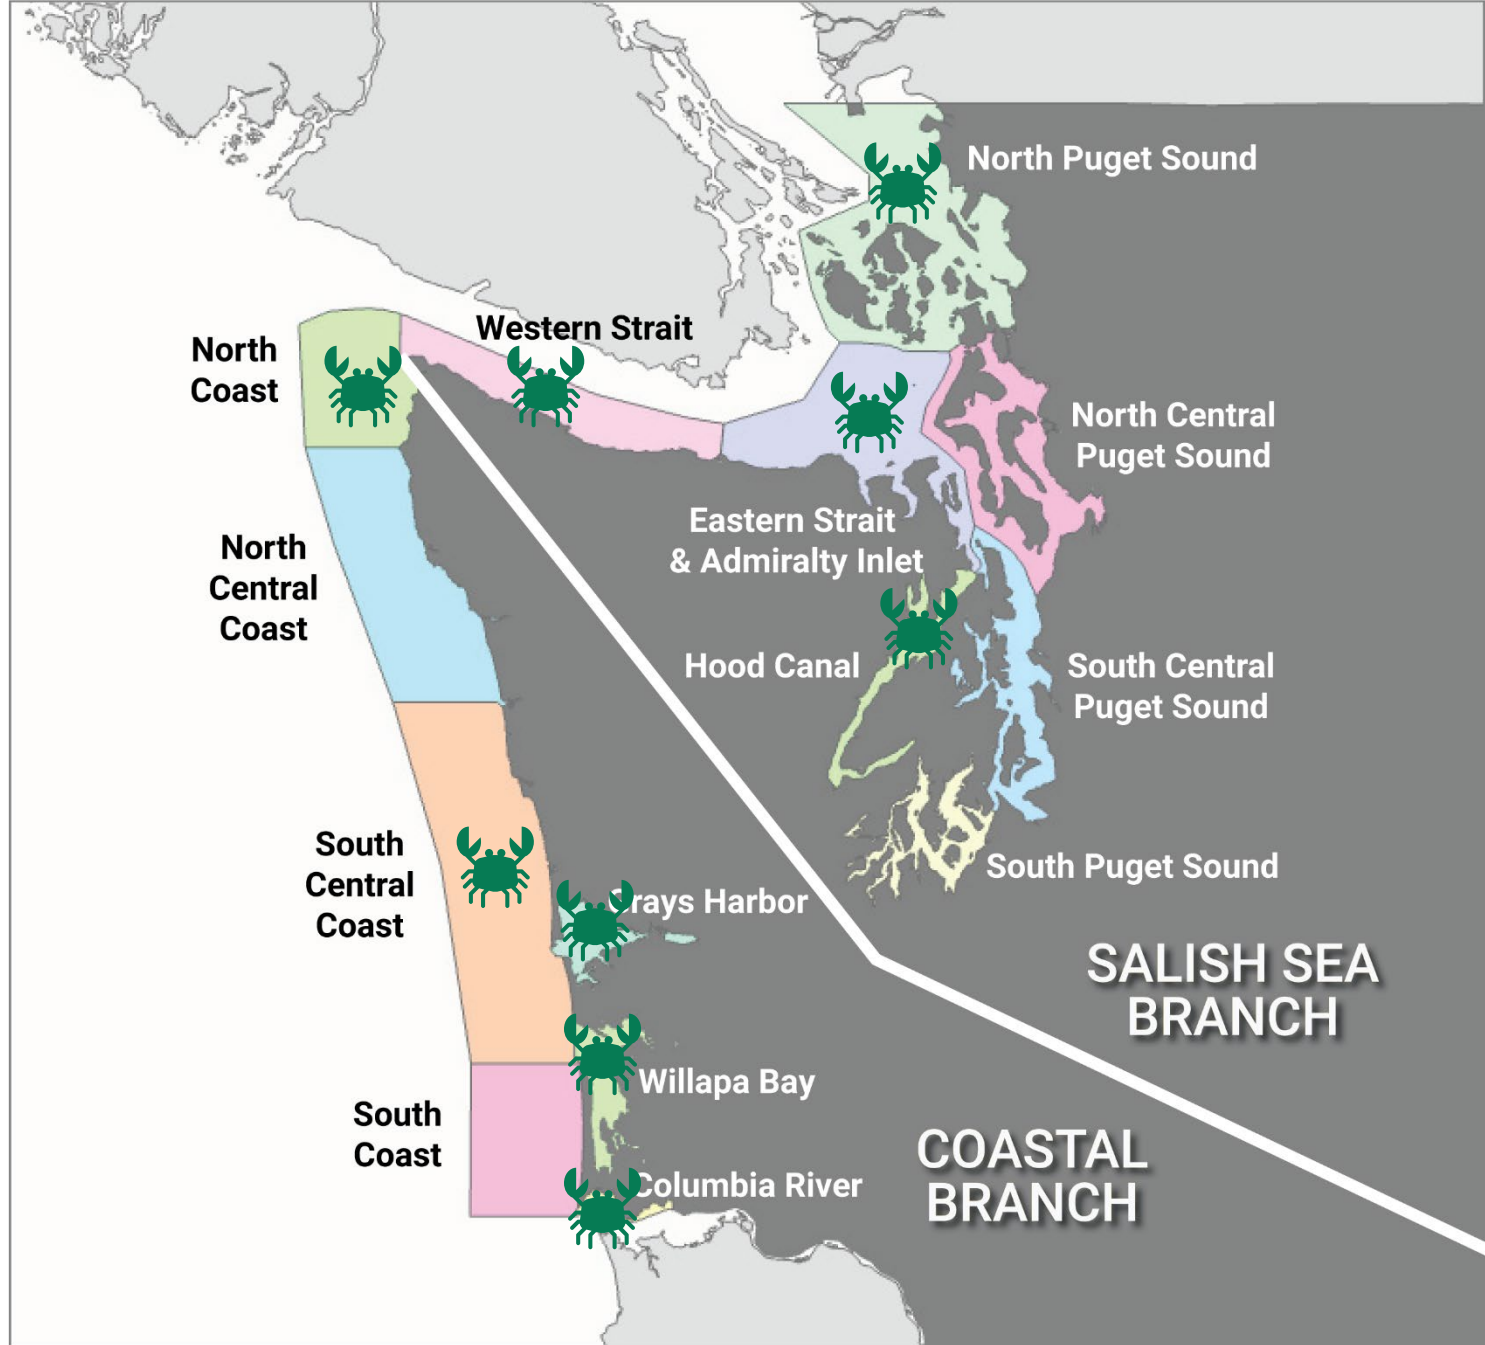 North Puget Sound
Western Strait
North
Coast
North Central
Puget Sound
Eastern Strait
& Admiralty Inlet
North
Central
Coast
Hood Canal
South Central
Puget Sound
South
Central
Coast
South Puget Sound
Grays Harbor
SALISH SEA
BRANCH
Willapa Bay
South
Coast
COASTAL
BRANCH
Columbia River